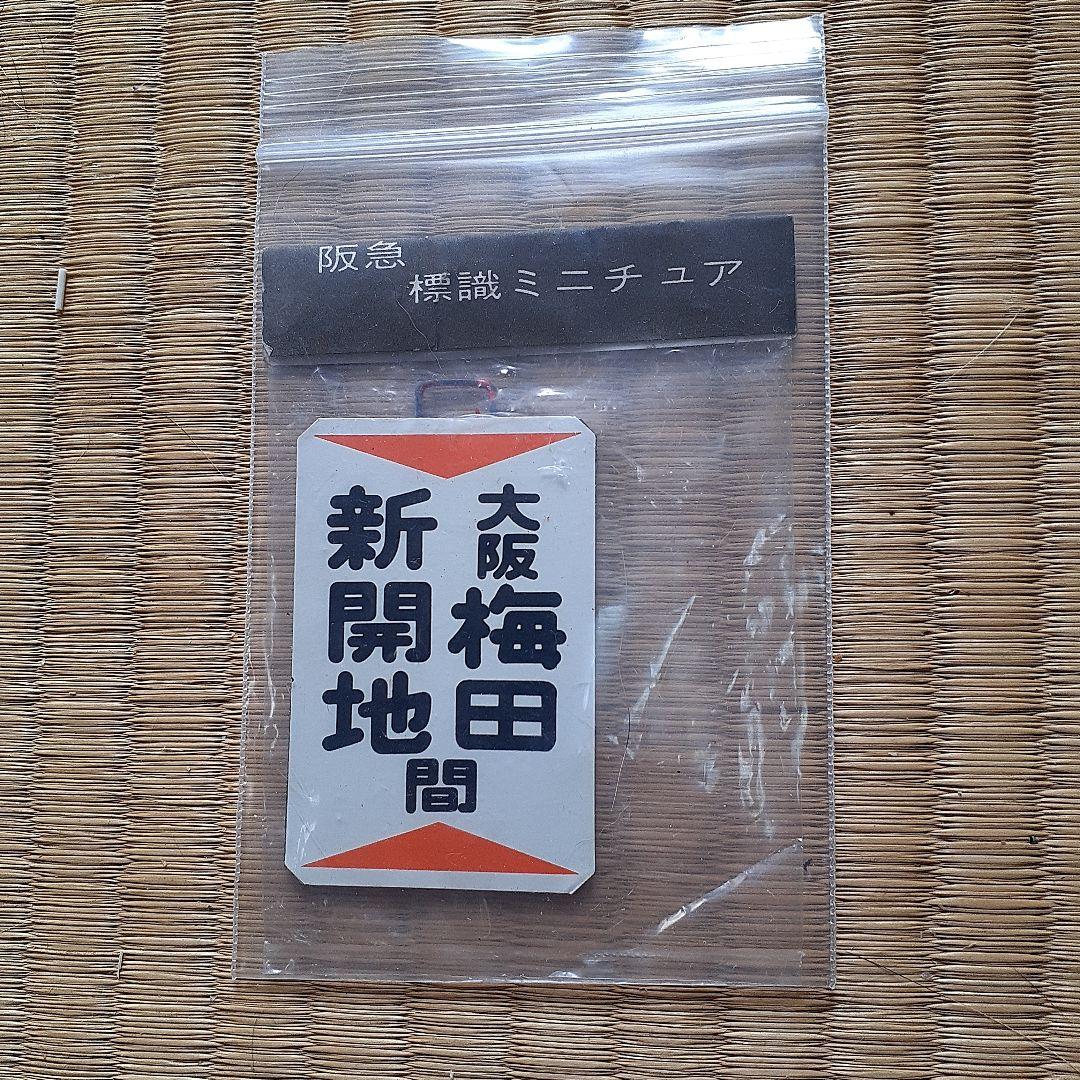 阪急
標識ミニチュア
大阪梅田
新開地
間